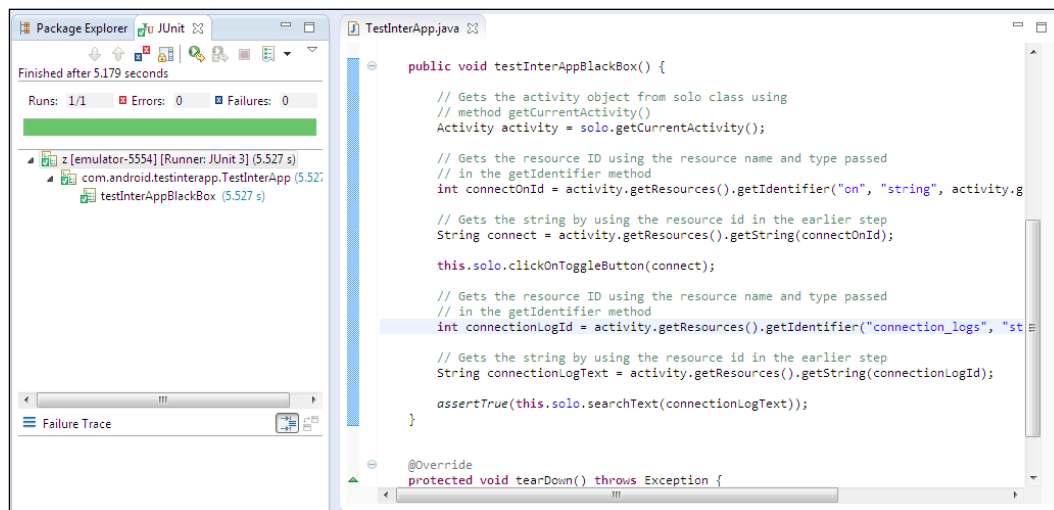 Package Explorer
JUnit
Finished after 5.179 seconds
Runs: 1/1
Errors: 0
Failures: 0
z [emulator-5554] [Runner: JUnit 3] (5.527 s)
com.android.testinterapp.TestInterApp (5.527
testInterAppBlackBox (5.527 s)
Failure Trace
TestInterApp.java
public void testInterAppBlackBox() {
// Gets the activity object from solo class using
// method getCurrentActivity()
Activity activity = solo.getCurrentActivity();
// Gets the resource ID using the resource name and type passed
// in the getIdentifier method
int connectOnId = activity.getResources().getIdentifier("on", "string", activity.g
// Gets the string by using the resource id in the earlier step
String connect = activity.getResources().getString(connectOnId);
this.solo.clickOnToggleButton(connect);
// Gets the resource ID using the resource name and type passed
// in the getIdentifier method
int connectionLogId = activity.getResources().getIdentifier("connection_logs", "st
// Gets the string by using the resource id in the earlier step
String connectionLogText = activity.getResources().getString(connectionLogId);
assertTrue(this.solo.searchText(connectionLogText));
}
@Override
protected void tearDown() throws Exception {